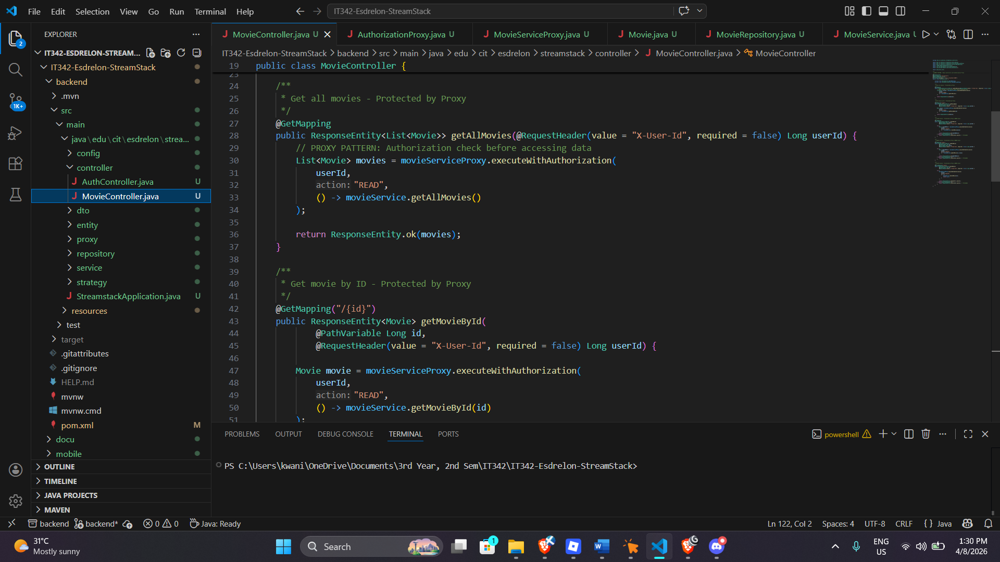 File Edit Selection View Go Run Terminal Help
IT342-Esdrelon-StreamStack
EXPLORER
2
MovieController.java U
AuthorizationProxy.java U
MovieServiceProxy.java U
Movie.java U
MovieRepository.java U
MovieService.java
IT342-ESDRELON-STREAM...
IT342-Esdrelon-StreamStack > backend > src > main > java > edu > cit > esdrelon > streamstack > controller > MovieController.java > MovieController
IT342-Esdrelon-StreamStack
backend
.mvn
src
1K+
main
java\edu\cit\esdrelon\strea...
config
controller
AuthController.java U
MovieController.java U
dto
entity
proxy
repository
service
strategy
StreamstackApplication.java U
resources
test
target
.gitattributes
.gitignore
HELP.md
mvnw
mvnw.cmd
pom.xml M
docu
mobile
OUTLINE
TIMELINE
JAVA PROJECTS
MAVEN
19 public class MovieController {
23
24 /**
25 * Get all movies - Protected by Proxy
26 */
27 @GetMapping
28 public ResponseEntity<List<Movie>> getAllMovies(@RequestHeader(value = "X-User-Id", required = false) Long userId) {
29 // PROXY PATTERN: Authorization check before accessing data
30 List<Movie> movies = movieServiceProxy.executeWithAuthorization(
31 userId,
32 action: "READ",
33 () -> movieService.getAllMovies()
34 );
35
36 return ResponseEntity.ok(movies);
37 }
38
39 /**
40 * Get movie by ID - Protected by Proxy
41 */
42 @GetMapping("/{id}")
43 public ResponseEntity<Movie> getMovieById(
44 @PathVariable Long id,
45 @RequestHeader(value = "X-User-Id", required = false) Long userId) {
46
47 Movie movie = movieServiceProxy.executeWithAuthorization(
48 userId,
49 action: "READ",
50 () -> movieService.getMovieById(id)
51 );
PROBLEMS OUTPUT DEBUG CONSOLE TERMINAL PORTS
powershell
PS C:\Users\kwani\OneDrive\Documents\3rd Year, 2nd Sem\IT342\IT342-Esdrelon-StreamStack>
backend backend* 0 0 Java: Ready
Ln 122, Col 2 Spaces: 4 UTF-8 CRLF { } Java
31°C
Mostly sunny
Search
1
ENG
US
1:30 PM
4/8/2026